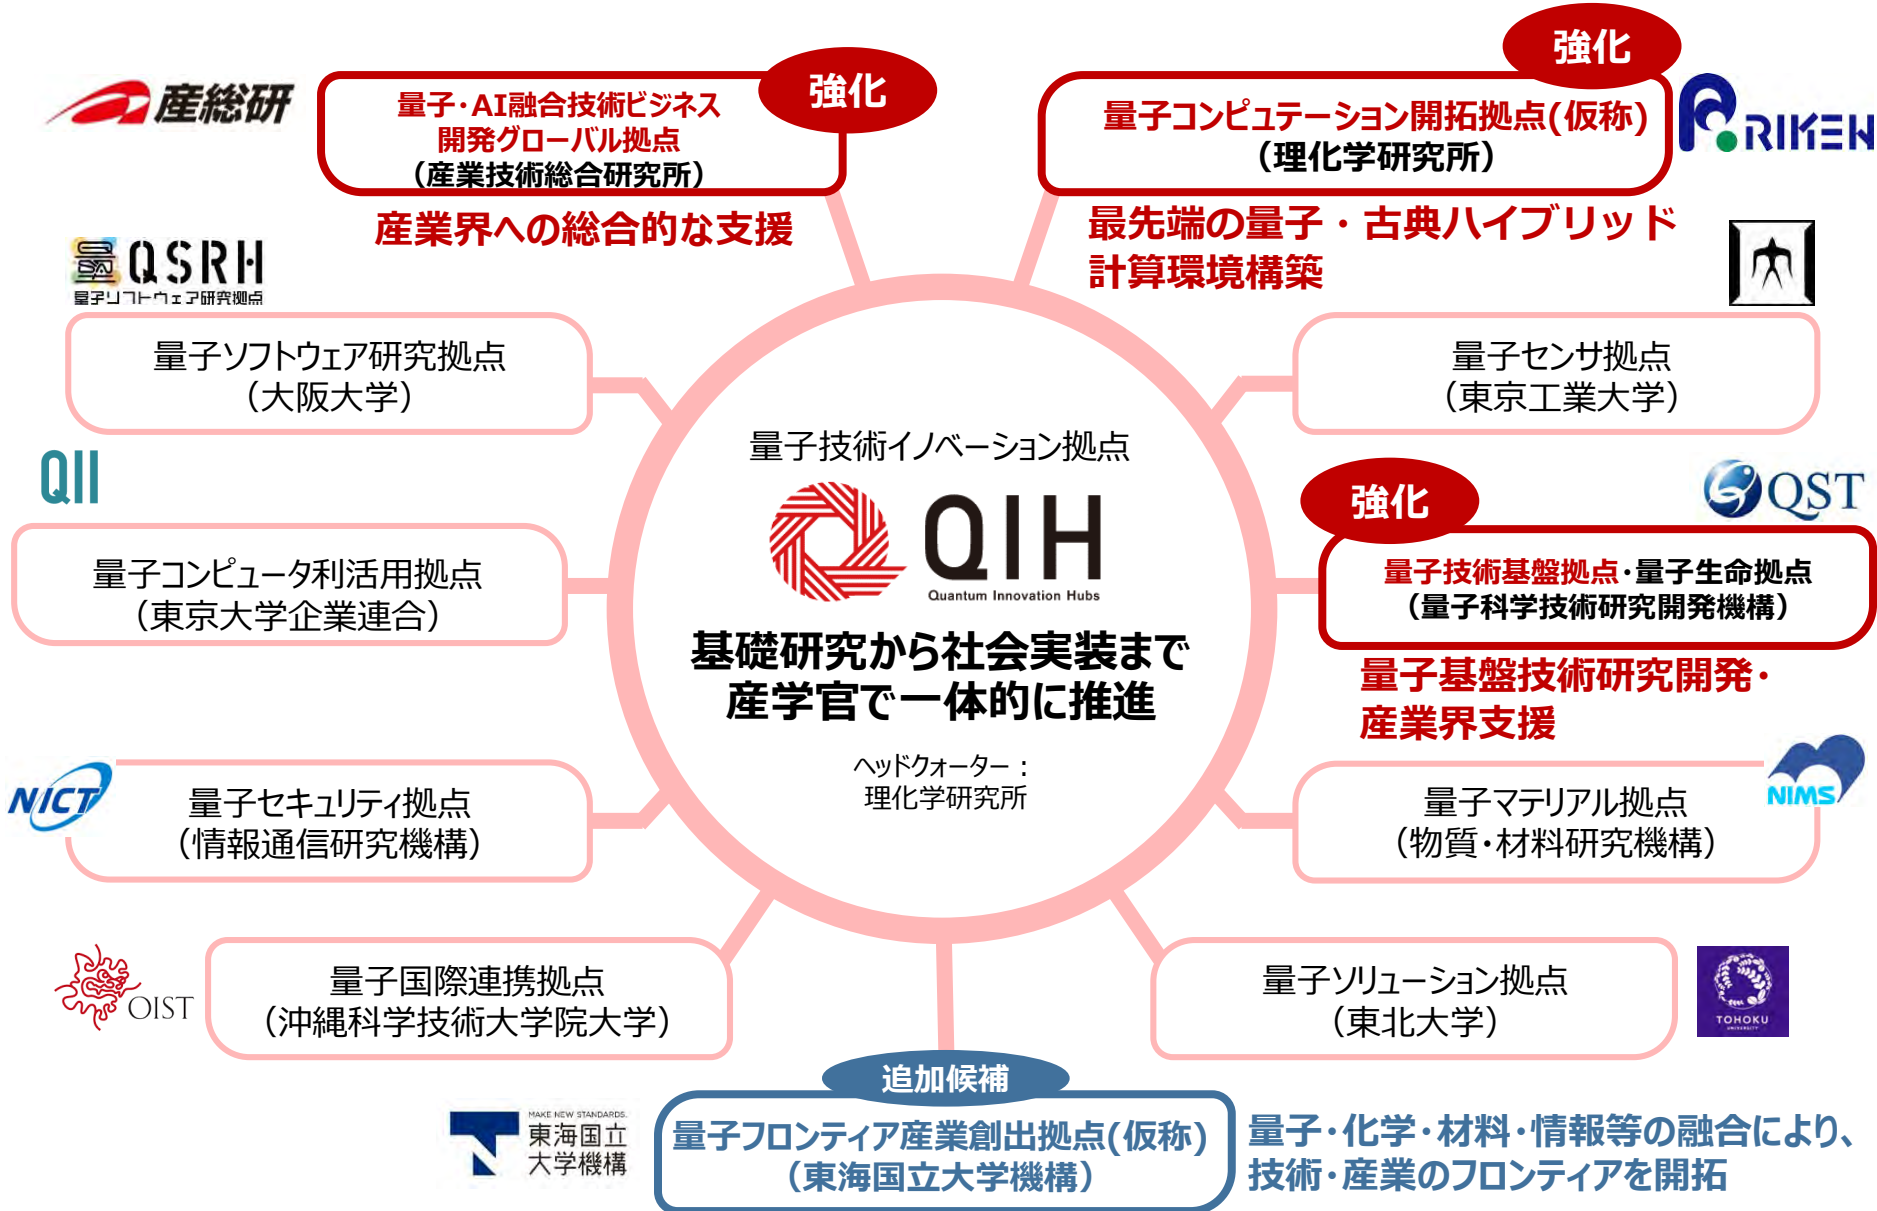 産総研
量子・AI融合技術ビジネス
開発グローバル拠点
（産業技術総合研究所）
強化
産業界への総合的な支援
強化
量子コンピュテーション開拓拠点(仮称)
（理化学研究所）
RIKEN
最先端の量子・古典ハイブリッド
計算環境構築
QSRH
量子ソフトウェア研究拠点
量子ソフトウェア研究拠点
（大阪大学）
量子センサ拠点
（東京工業大学）
QII
量子コンピュータ利活用拠点
（東京大学企業連合）
量子技術イノベーション拠点
QIH
Quantum Innovation Hubs
基礎研究から社会実装まで
産学官で一体的に推進
ヘッドクォーター：
理化学研究所
強化
QST
量子技術基盤拠点・量子生命拠点
（量子科学技術研究開発機構）
量子基盤技術研究開発・
産業界支援
NICT
量子セキュリティ拠点
（情報通信研究機構）
量子マテリアル拠点
（物質・材料研究機構）
NIMS
OIST
量子国際連携拠点
（沖縄科学技術大学院大学）
量子ソリューション拠点
（東北大学）
TOHOKU
UNIVERSITY
追加候補
MAKE NEW STANDARDS.
東海国立
大学機構
量子フロンティア産業創出拠点(仮称)
（東海国立大学機構）
量子・化学・材料・情報等の融合により、
技術・産業のフロンティアを開拓